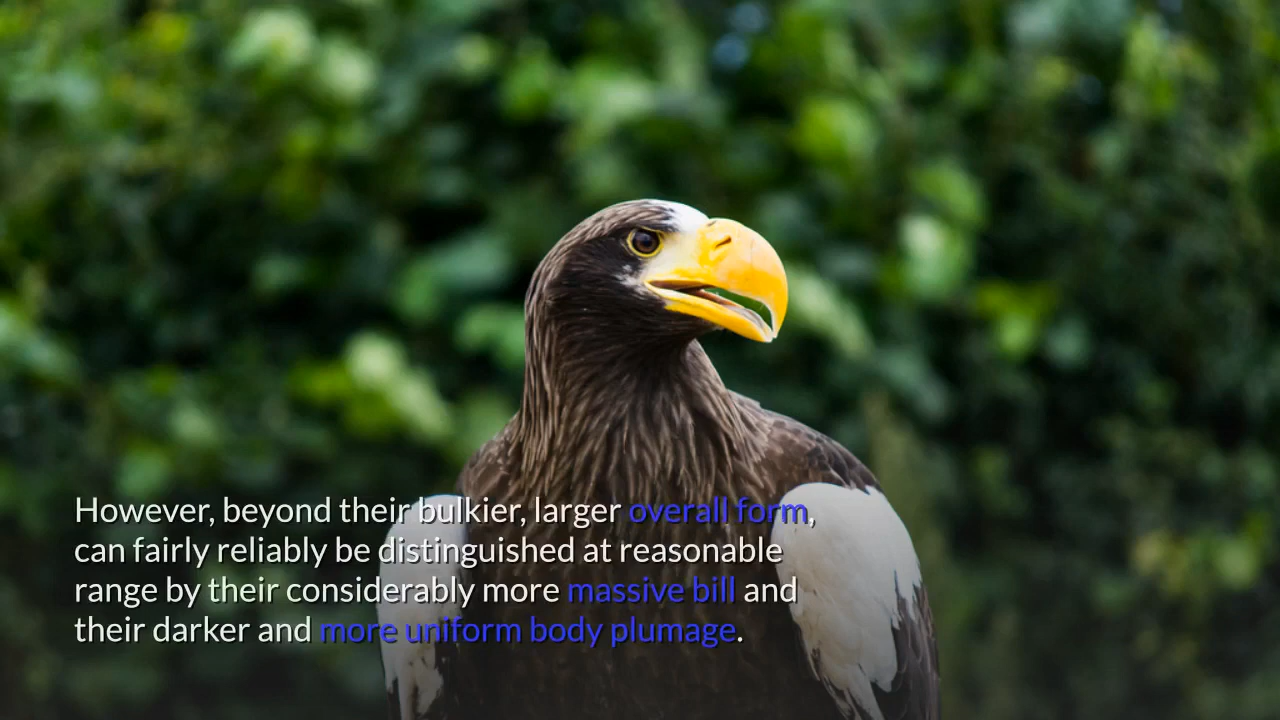 However, beyond their bulkier, larger overall form,
can fairly reliably be distinguished at reasonable
range by their considerably more massive bill and
their darker and more uniform body plumage.